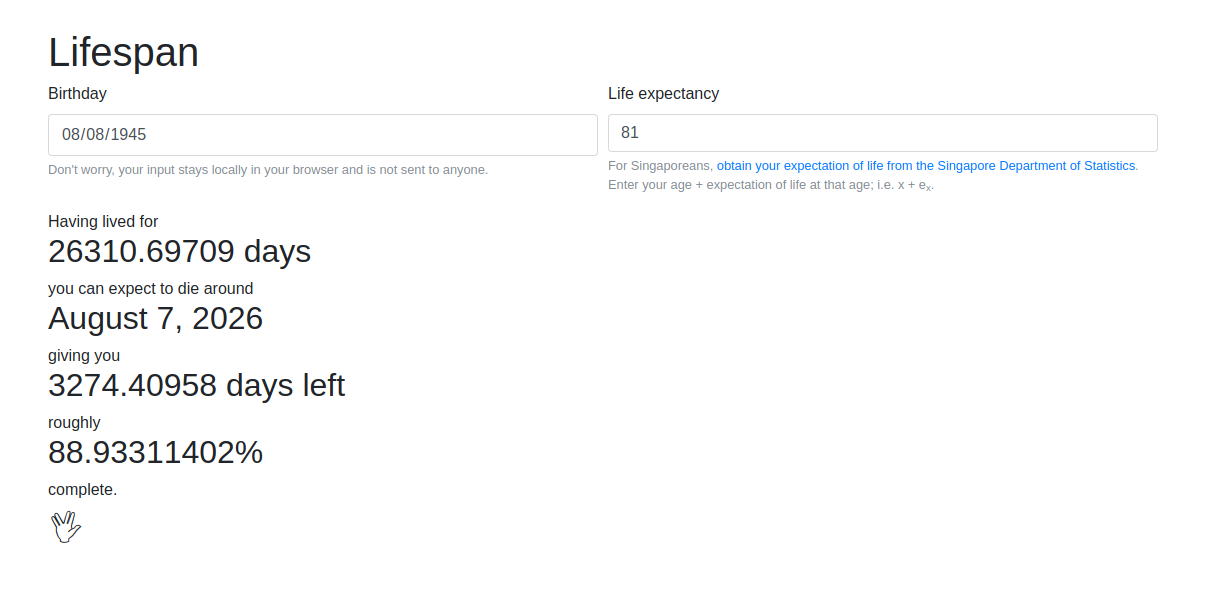 Lifespan
Birthday
08/08/1945
Don't worry, your input stays locally in your browser and is not sent to anyone.
Life expectancy
81
For Singaporeans, obtain your expectation of life from the Singapore Department of Statistics.
Enter your age + expectation of life at that age; i.e. x + eₓ.
Having lived for
26310.69709 days
you can expect to die around
August 7, 2026
giving you
3274.40958 days left
roughly
88.93311402%
complete.